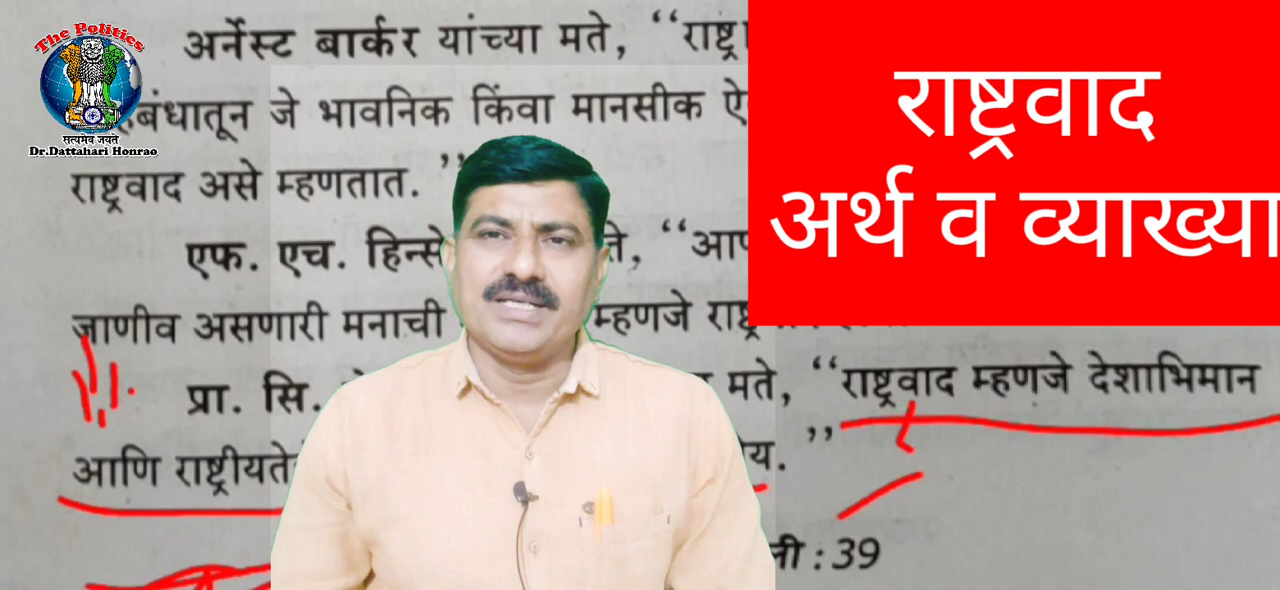 The Politics
सत्यमेव जयते
Dr.Dattahari Honrao
राष्ट्रवाद
अर्थ व व्याख्या
अर्नेस्ट बार्कर यांच्या मते, “राष्ट्र
बंधातून जे भावनिक किंवा मानसीक
राष्ट्रवाद असे म्हणतात. ”
एफ. एच. हिन्से ते, “आप
जाणीव असणारी मनाची म्हणजे
प्रा. सि. मते, “राष्ट्रवाद म्हणजे देशाभिमान
आणि राष्ट्रीयते य. ”
: 39